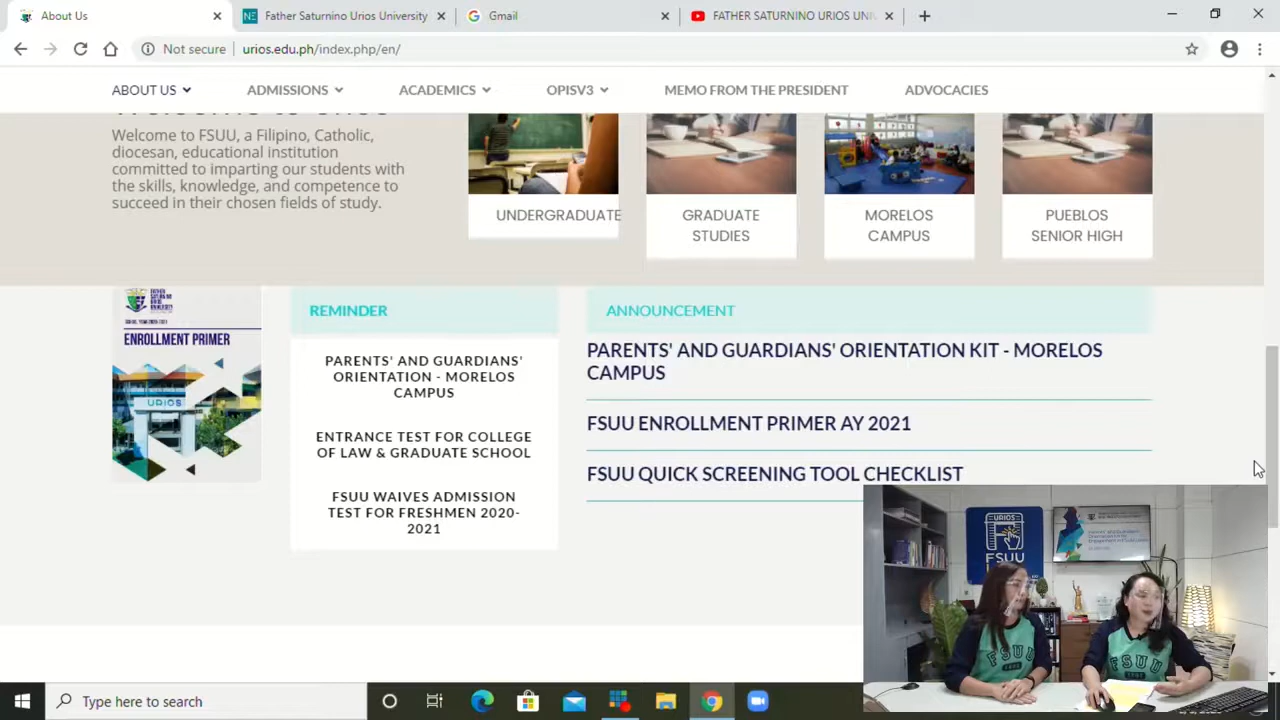 About Us
Father Saturnino Urios University
Gmail
FATHER SATURNINO URIOS UNI
Not secure
urios.edu.ph/index.php/en/
ABOUT US
ADMISSIONS
ACADEMICS
OPISV3
MEMO FROM THE PRESIDENT
ADVOCACIES
Welcome to FSUU, a Filipino, Catholic,
diocesan, educational institution
committed to imparting our students with
the skills, knowledge, and competence to
succeed in their chosen fields of study.
UNDERGRADUATE
GRADUATE
STUDIES
MORELOS
CAMPUS
PUEBLOS
SENIOR HIGH
ENROLLMENT PRIMER
URIOS
REMINDER
PARENTS' AND GUARDIANS'
ORIENTATION - MORELOS
CAMPUS
ENTRANCE TEST FOR COLLEGE
OF LAW & GRADUATE SCHOOL
FSUU WAIVES ADMISSION
TEST FOR FRESHMEN 2020-
2021
ANNOUNCEMENT
PARENTS' AND GUARDIANS' ORIENTATION KIT - MORELOS
CAMPUS
FSUU ENROLLMENT PRIMER AY 2021
FSUU QUICK SCREENING TOOL CHECKLIST
URIOS
FSUU
FSUU
FSUU
Type here to search